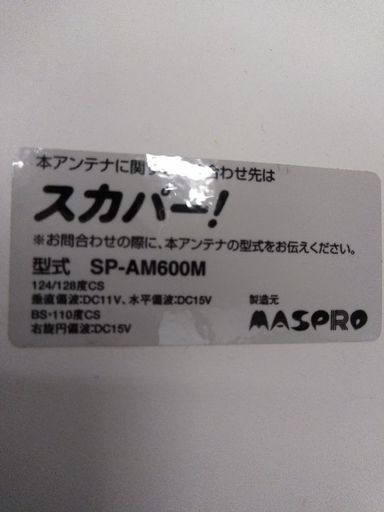 本アンテナに関す 合わせ先は
スカパー!
※お問合わせの際に、本アンテナの型式をお伝えください。
型式 SP-AM600M
124/128度CS
垂直偏波:DC11V、水平偏波:DC15V
BS・110度CS
右旋円偏波:DC15V
製造元
MASPRO